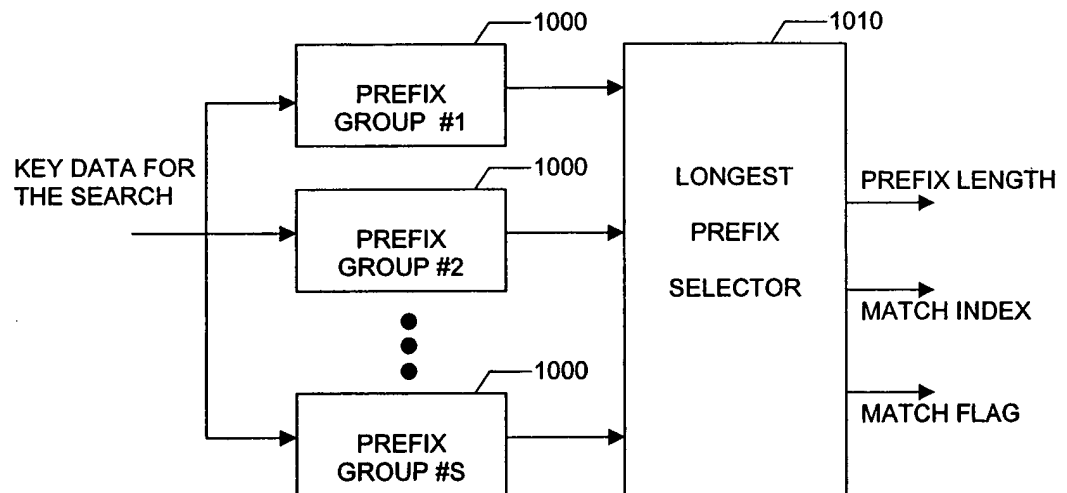 1000
PREFIX
GROUP #1
KEY DATA FOR
THE SEARCH
1000
PREFIX
GROUP #2
1000
PREFIX
GROUP #S
1010
LONGEST
PREFIX
SELECTOR
PREFIX LENGTH
MATCH INDEX
MATCH FLAG